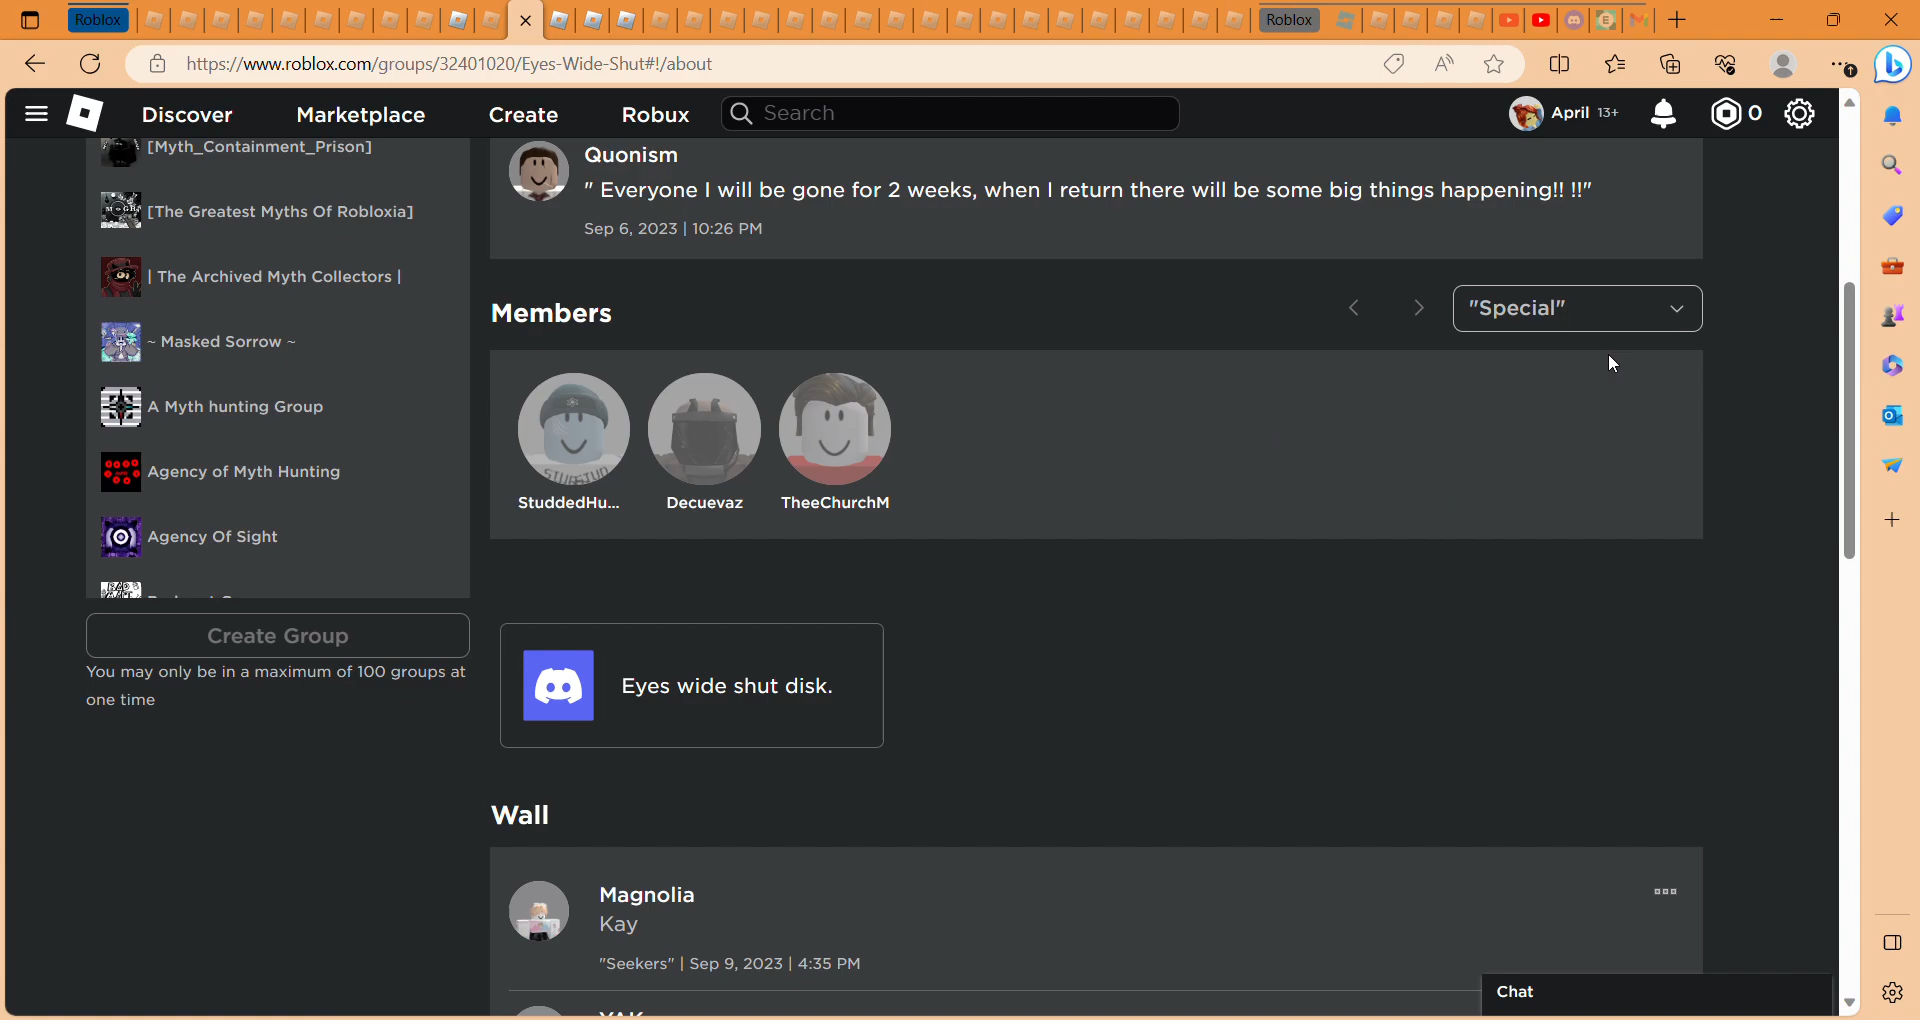 Roblox
Roblox
https://www.roblox.com/groups/32401020/Eyes-Wide-Shut#!/about
Discover
Marketplace
Create
Robux
Search
April 13+
0
[Myth_Containment_Prison]
[The Greatest Myths Of Robloxia]
| The Archived Myth Collectors |
~ Masked Sorrow ~
A Myth hunting Group
Agency of Myth Hunting
Agency Of Sight
Create Group
You may only be in a maximum of 100 groups at
one time
Quonism
" Everyone I will be gone for 2 weeks, when I return there will be some big things happening!! !!"
Sep 6, 2023 | 10:26 PM
Members
"Special"
StuddedHu...
Decuevaz
TheeChurchM
Eyes wide shut disk.
Wall
Magnolia
Kay
"Seekers" | Sep 9, 2023 | 4:35 PM
Chat